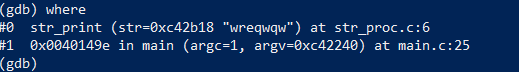 (gdb) where
#0  str_print (str=0xc42b18 "wreqwqw") at str_proc.c:6
#1  0x0040149e in main (argc=1, argv=0xc42240) at main.c:25
(gdb)